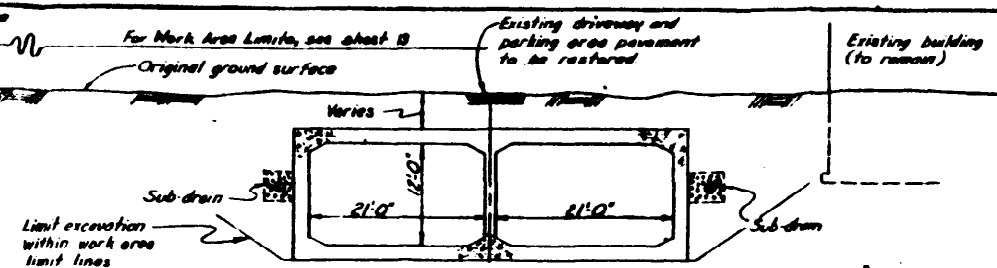 For Work Area Limits, see sheet 13
Original ground surface
Existing driveway and
parking area pavement
to be restored
Existing building
(to remain)
Varies
12'-0"
21'-0"
21'-0"
Sub-drain
Sub-drain
Limit excavation
within work area
limit lines